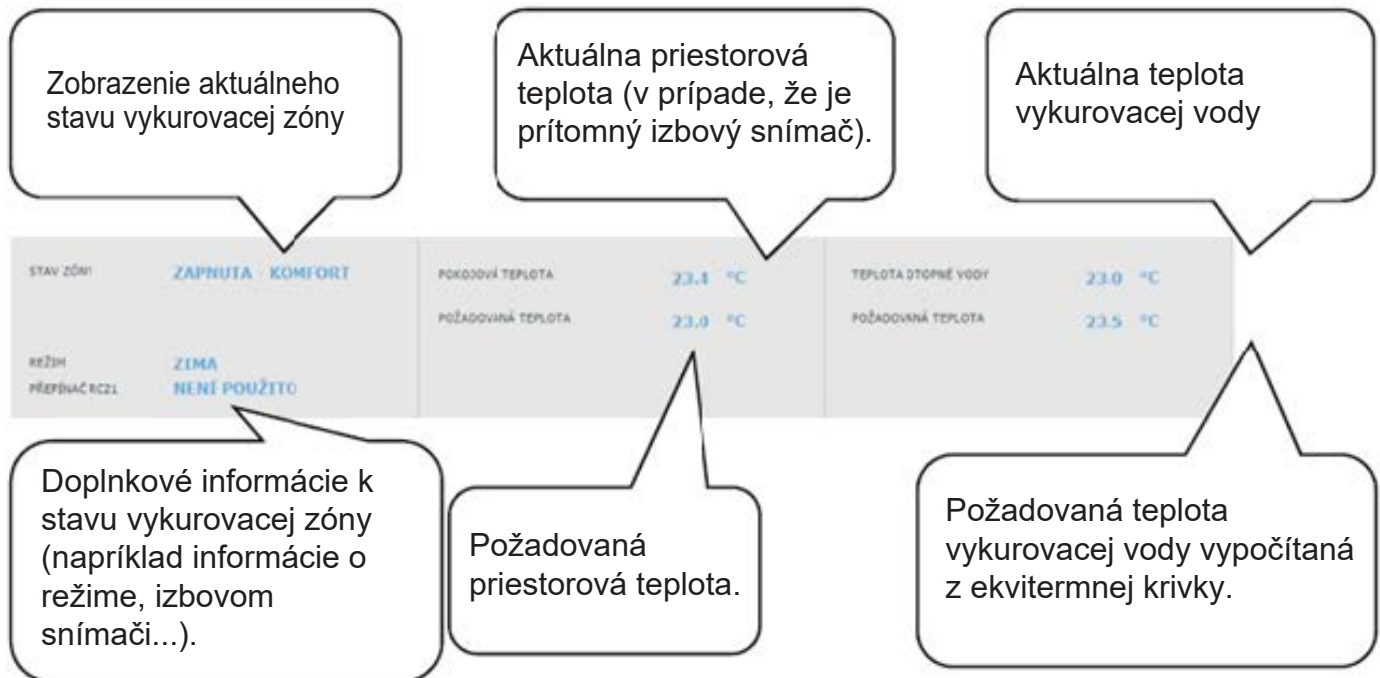 Zobrazenie aktuálneho
stavu vykurovacej zóny
Aktuálna priestorová
teplota (v prípade, že je
prítomný izbový snímač).
Aktuálna teplota
vykurovacej vody
STAV ZÓNY
ZAPNUTA - KOMFORT
REŽIM
ZIMA
PŘEPÍNAČ RC21
NENÍ POUŽITO
POKOJOVÁ TEPLOTA
23.4 °C
POŽADOVANÁ TEPLOTA
23.0 °C
TEPLOTA OTOPNÉ VODY
23.0 °C
POŽADOVANÁ TEPLOTA
23.5 °C
Doplnkové informácie k
stavu vykurovacej zóny
(napríklad informácie o
režime, izbovom
snímači...).
Požadovaná
priestorová teplota.
Požadovaná teplota
vykurovacej vody vypočítaná
z ekvitermnej krivky.